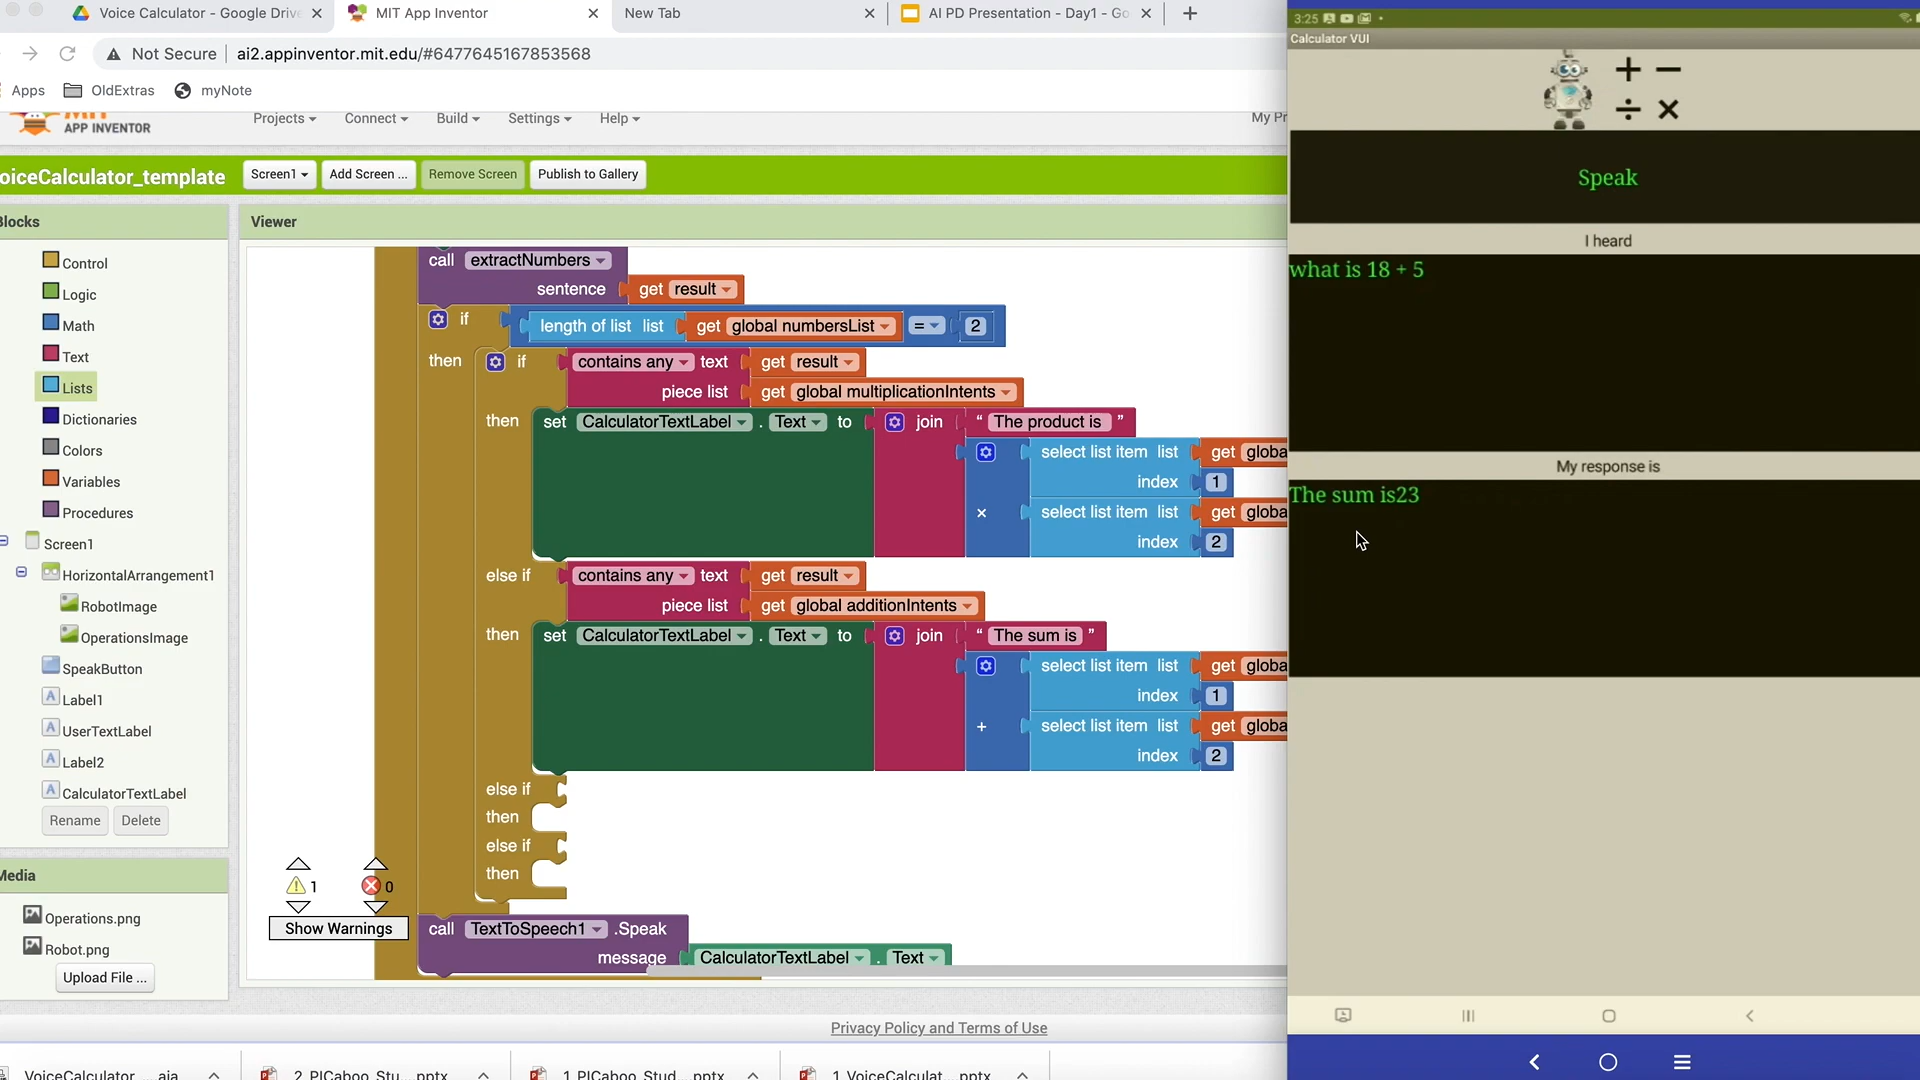 Voice Calculator - Google Drive
MIT App Inventor
New Tab
AI PD Presentation - Day1 - Go
Not Secure
ai2.appinventor.mit.edu/#6477645167853568
Apps
OldExtras
myNote
APP INVENTOR
Projects
Connect
Build
Settings
Help
My Pr
oiceCalculator_template
Screen1
Add Screen ...
Remove Screen
Publish to Gallery
Blocks
Viewer
Control
Logic
Math
Text
Lists
Dictionaries
Colors
Variables
Procedures
Screen1
HorizontalArrangement1
RobotImage
OperationsImage
SpeakButton
Label1
UserTextLabel
Label2
CalculatorTextLabel
Rename
Delete
Media
Operations.png
Robot.png
Upload File ...
call extractNumbers
sentence get result
if length of list list get global numbersList = 2
then if contains any text get result
piece list get global multiplicationIntents
then set CalculatorTextLabel . Text to join “ The product is ”
select list item list get globa
index 1
× select list item list get globa
index 2
else if contains any text get result
piece list get global additionIntents
then set CalculatorTextLabel . Text to join “ The sum is ”
select list item list get globa
index 1
+ select list item list get globa
index 2
else if
then
else if
then
1
0
Show Warnings
call TextToSpeech1 .Speak
message CalculatorTextLabel . Text
Privacy Policy and Terms of Use
VoiceCalculator_....aia
2_PICaboo_Stu....pptx
1_PICaboo_Stud....pptx
1_VoiceCalculat....pptx
3:25
Calculator VUI
+ −
÷ ×
Speak
I heard
what is 18 + 5
My response is
The sum is23